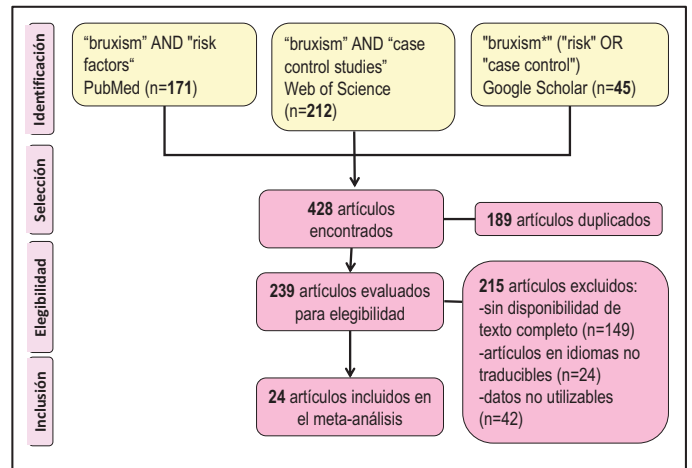 Identificación
“bruxism” AND "risk
factors“
PubMed (n=171)
“bruxism” AND “case
control studies”
Web of Science
(n=212)
"bruxism*" ("risk" OR
"case control")
Google Scholar (n=45)
Selección
428 artículos
encontrados
189 artículos duplicados
Elegibilidad
239 artículos evaluados
para elegibilidad
215 artículos excluidos:
-sin disponibilidad de
texto completo (n=149)
-artículos en idiomas no
traducibles (n=24)
-datos no utilizables
(n=42)
Inclusión
24 artículos incluidos en
el meta-análisis